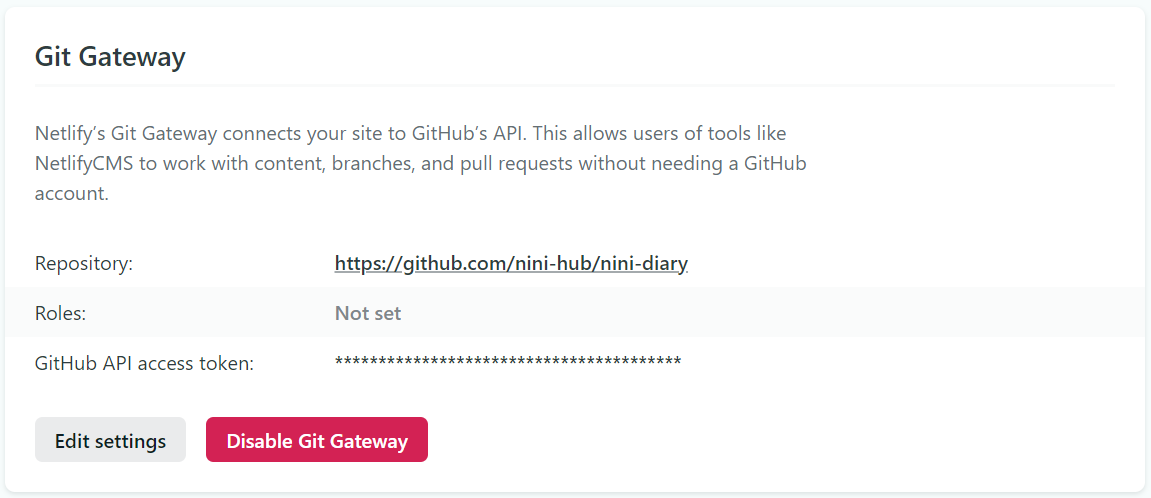 Git Gateway
Netlify’s Git Gateway connects your site to GitHub’s API. This allows users of tools like
NetlifyCMS to work with content, branches, and pull requests without needing a GitHub
account.
Repository: https://github.com/nini-hub/nini-diary
Roles: Not set
GitHub API access token: ****************************************
Edit settings Disable Git Gateway